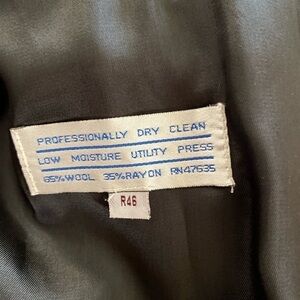 PROFESSIONALLY DRY CLEAN
LOW MOISTURE UTILITY PRESS
65%WOOL 35%RAYON RN47635
R46